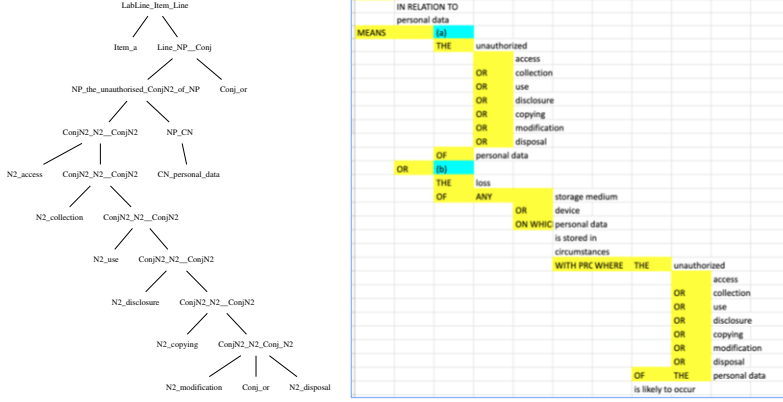 LabLine_Item_Line
Item_a Line_NP__Conj
NP_the_unauthorised_ConjN2_of_NP Conj_or
ConjN2_N2__ConjN2 NP_CN
N2_access ConjN2_N2__ConjN2 CN_personal_data
N2_collection ConjN2_N2__ConjN2
N2_use ConjN2_N2__ConjN2
N2_disclosure ConjN2_N2__ConjN2
N2_copying ConjN2_N2_Conj_N2
N2_modification Conj_or N2_disposal
IN RELATION TO
personal data
MEANS (a)
THE unauthorized
access
OR collection
OR use
OR disclosure
OR copying
OR modification
OR disposal
OF personal data
OR (b)
THE loss
OF ANY storage medium
OR device
ON WHIC personal data
is stored in
circumstances
WITH PRC WHERE THE unauthorized
access
OR collection
OR use
OR disclosure
OR copying
OR modification
OR disposal
OF THE personal data
is likely to occur